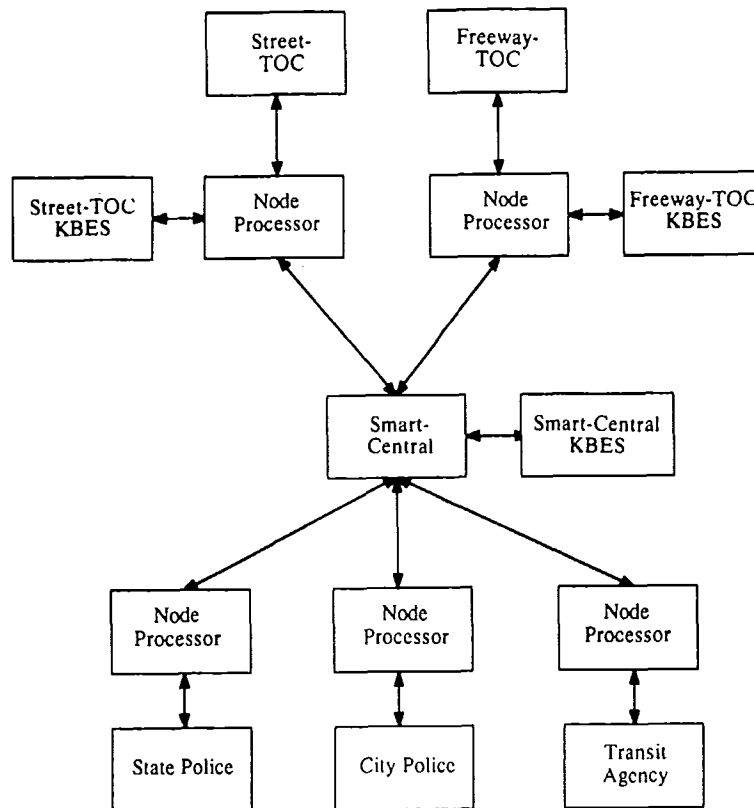 Street-
TOC
Freeway-
TOC
Street-TOC
KBES
Node
Processor
Node
Processor
Freeway-TOC
KBES
Smart-
Central
Smart-Central
KBES
Node
Processor
Node
Processor
Node
Processor
State Police
City Police
Transit
Agency